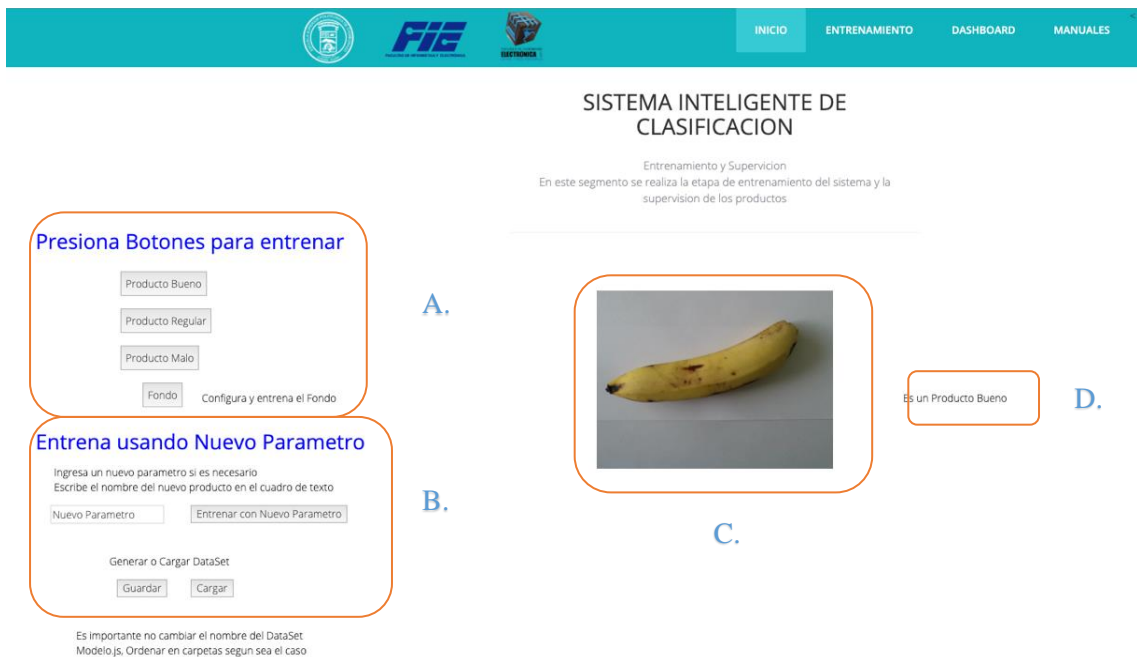 FIE
ELECTRONICA
INICIO
ENTRENAMIENTO
DASHBOARD
MANUALES
SISTEMA INTELIGENTE DE
CLASIFICACION
Entrenamiento y Supervicion
En este segmento se realiza la etapa de entrenamiento del sistema y la
supervision de los productos
Presiona Botones para entrenar
Producto Bueno
Producto Regular
Producto Malo
Fondo
Configura y entrena el Fondo
A.
Entrena usando Nuevo Parametro
Ingresa un nuevo parametro si es necesario
Escribe el nombre del nuevo producto en el cuadro de texto
Nuevo Parametro
Entrenar con Nuevo Parametro
Generar o Cargar DataSet
Guardar
Cargar
B.
Es importante no cambiar el nombre del DataSet
Modelo.js, Ordenar en carpetas segun sea el caso
C.
Es un Producto Bueno
D.